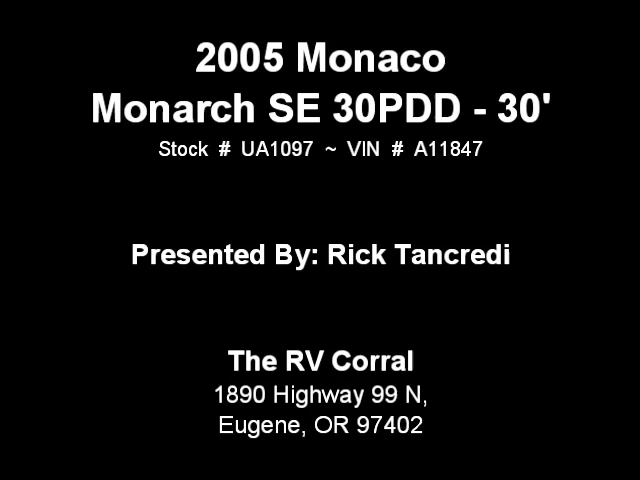 2005 Monaco
Monarch SE 30PDD - 30'
Stock # UA1097 ~ VIN # A11847
Presented By: Rick Tancredi
The RV Corral
1890 Highway 99 N,
Eugene, OR 97402